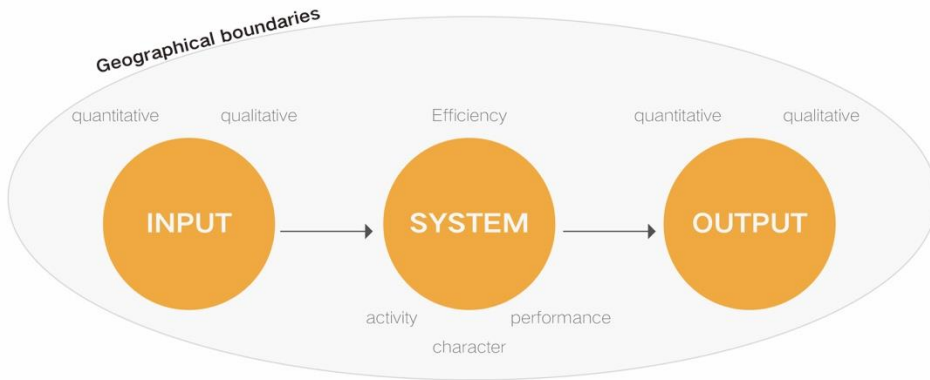 Geographical boundaries
quantitative qualitative Efficiency quantitative qualitative
INPUT SYSTEM OUTPUT
activity performance
character